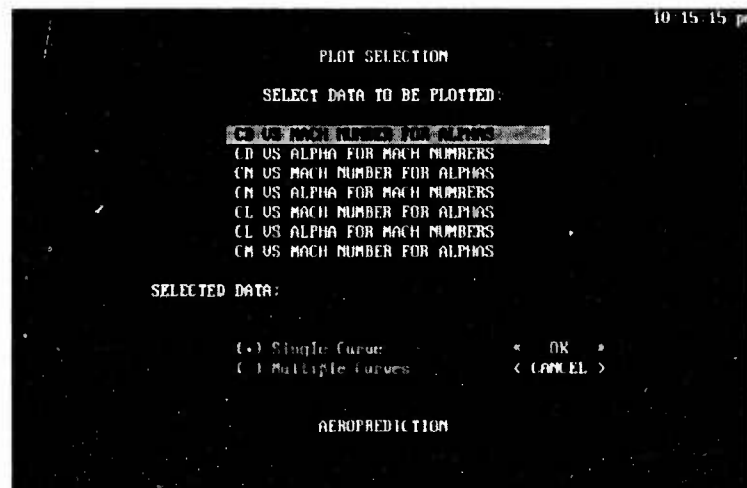 10:15:15 p
PLOT SELECTION
SELECT DATA TO BE PLOTTED:
CD VS MACH NUMBER FOR ALPHAS
CD VS ALPHA FOR MACH NUMBERS
CN VS MACH NUMBER FOR ALPHAS
CN VS ALPHA FOR MACH NUMBERS
CL VS MACH NUMBER FOR ALPHAS
CL VS ALPHA FOR MACH NUMBERS
CM VS MACH NUMBER FOR ALPHAS
SELECTED DATA:
(•) Single Curve « OK »
( ) Multiple Curves < CANCEL >
AEROPREDICTION